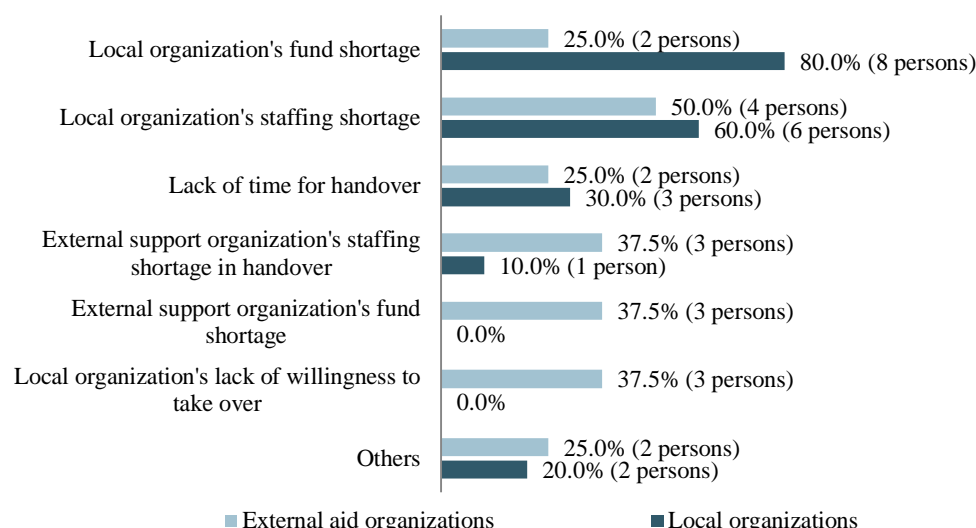 Local organization's fund shortage
25.0% (2 persons)
80.0% (8 persons)
Local organization's staffing shortage
50.0% (4 persons)
60.0% (6 persons)
Lack of time for handover
25.0% (2 persons)
30.0% (3 persons)
External support organization's staffing
shortage in handover
37.5% (3 persons)
10.0% (1 person)
External support organization's fund
shortage
37.5% (3 persons)
0.0%
Local organization's lack of willingness to
take over
37.5% (3 persons)
0.0%
Others
25.0% (2 persons)
20.0% (2 persons)
External aid organizations
Local organizations